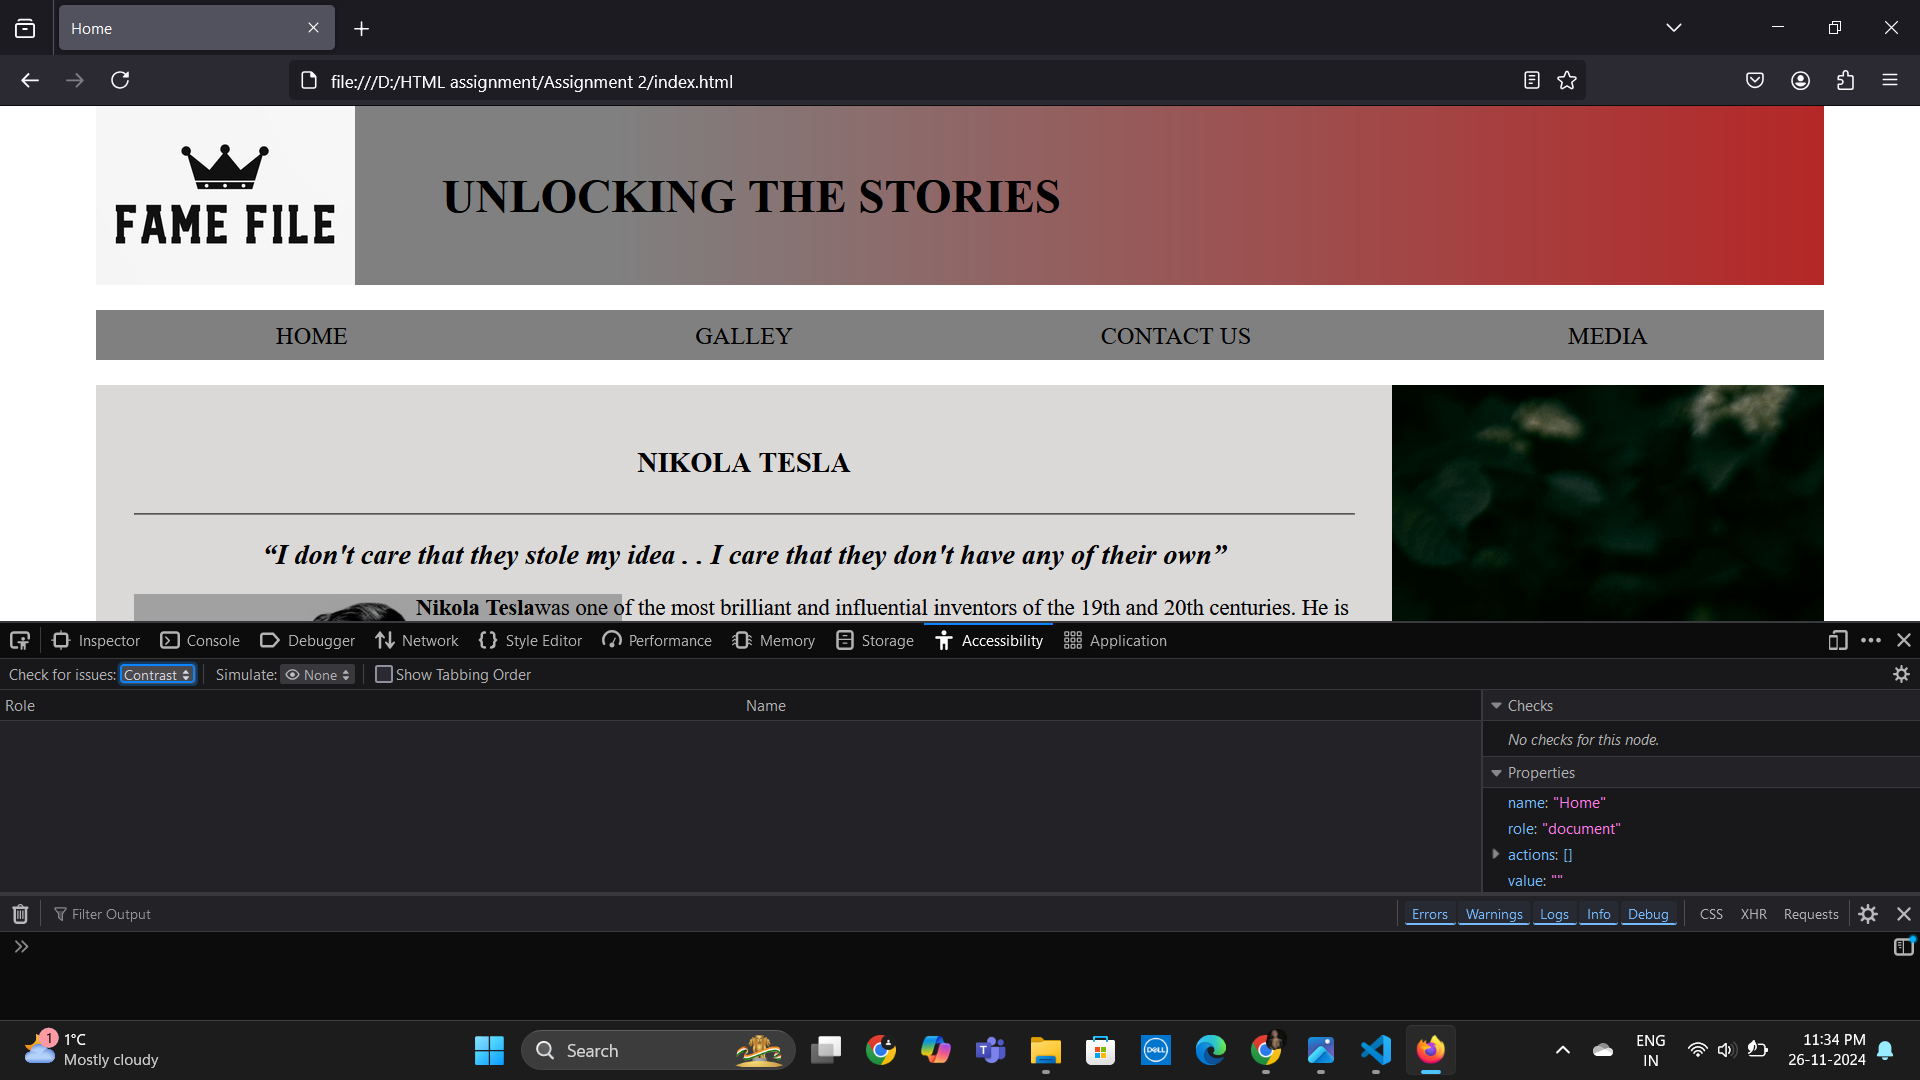 Home
file:///D:/HTML assignment/Assignment 2/index.html
FAME FILE
UNLOCKING THE STORIES
HOME GALLEY CONTACT US MEDIA
NIKOLA TESLA
“I don't care that they stole my idea . . I care that they don't have any of their own”
Nikola Teslawas one of the most brilliant and influential inventors of the 19th and 20th centuries. He is
Inspector Console Debugger Network Style Editor Performance Memory Storage Accessibility Application
Check for issues: Contrast Simulate: None Show Tabbing Order
Role Name Checks
No checks for this node.
Properties
name: "Home"
role: "document"
actions: []
value: ""
Filter Output Errors Warnings Logs Info Debug CSS XHR Requests
1
1°C
Mostly cloudy
Search
DELL
ENG
IN
11:34 PM
26-11-2024